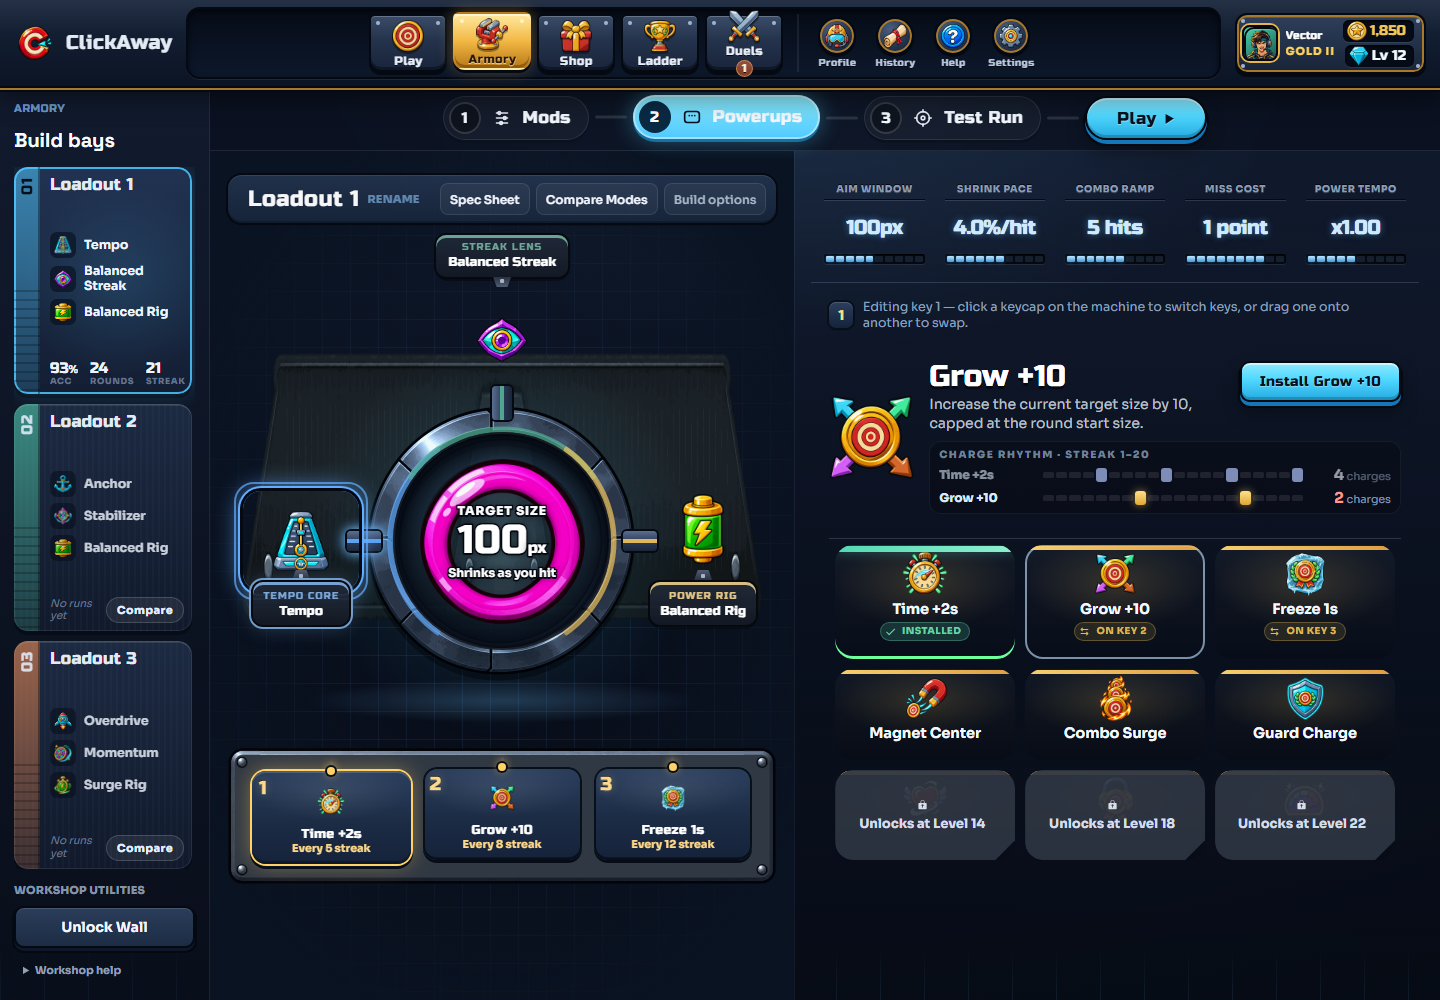 ClickAway
Play
Armory
Shop
Ladder
Duels
1
Profile
History
Help
Settings
Vector
GOLD II
1,850
Lv 12
ARMORY
Build bays
1
Mods
2
Powerups
3
Test Run
Play
01
Loadout 1
Tempo
Balanced
Streak
Balanced Rig
93% 24 21
ACC ROUNDS STREAK
02
Loadout 2
Anchor
Stabilizer
Balanced Rig
No runs
yet
Compare
03
Loadout 3
Overdrive
Momentum
Surge Rig
No runs
yet
Compare
WORKSHOP UTILITIES
Unlock Wall
Workshop help
Loadout 1 RENAME
Spec Sheet
Compare Modes
Build options
STREAK LENS
Balanced Streak
TARGET SIZE
100px
Shrinks as you hit
TEMPO CORE
Tempo
POWER RIG
Balanced Rig
1
Time +2s
Every 5 streak
2
Grow +10
Every 8 streak
3
Freeze 1s
Every 12 streak
AIM WINDOW
100px
SHRINK PACE
4.0%/hit
COMBO RAMP
5 hits
MISS COST
1 point
POWER TEMPO
x1.00
1
Editing key 1 — click a keycap on the machine to switch keys, or drag one onto
another to swap.
Grow +10
Increase the current target size by 10,
capped at the round start size.
Install Grow +10
CHARGE RHYTHM · STREAK 1–20
Time +2s 4 charges
Grow +10 2 charges
Time +2s
INSTALLED
Grow +10
ON KEY 2
Freeze 1s
ON KEY 3
Magnet Center
Combo Surge
Guard Charge
Unlocks at Level 14
Unlocks at Level 18
Unlocks at Level 22